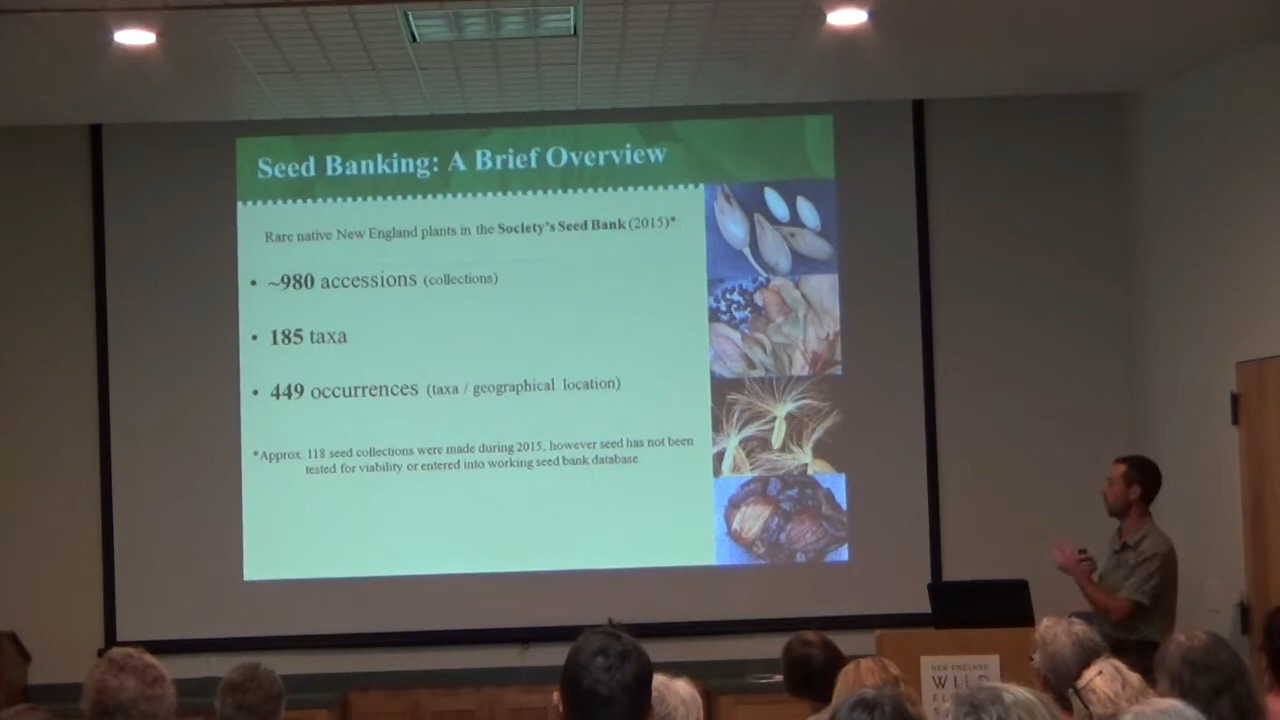 Seed Banking: A Brief Overview
Rare native New England plants in the Society's Seed Bank (2015)*
• ~980 accessions (collections)
• 185 taxa
• 449 occurrences (taxa / geographical location)
*Approx. 118 seed collections were made during 2015, however seed has not been
tested for viability or entered into working seed bank database
NEW ENGLAND
WILD